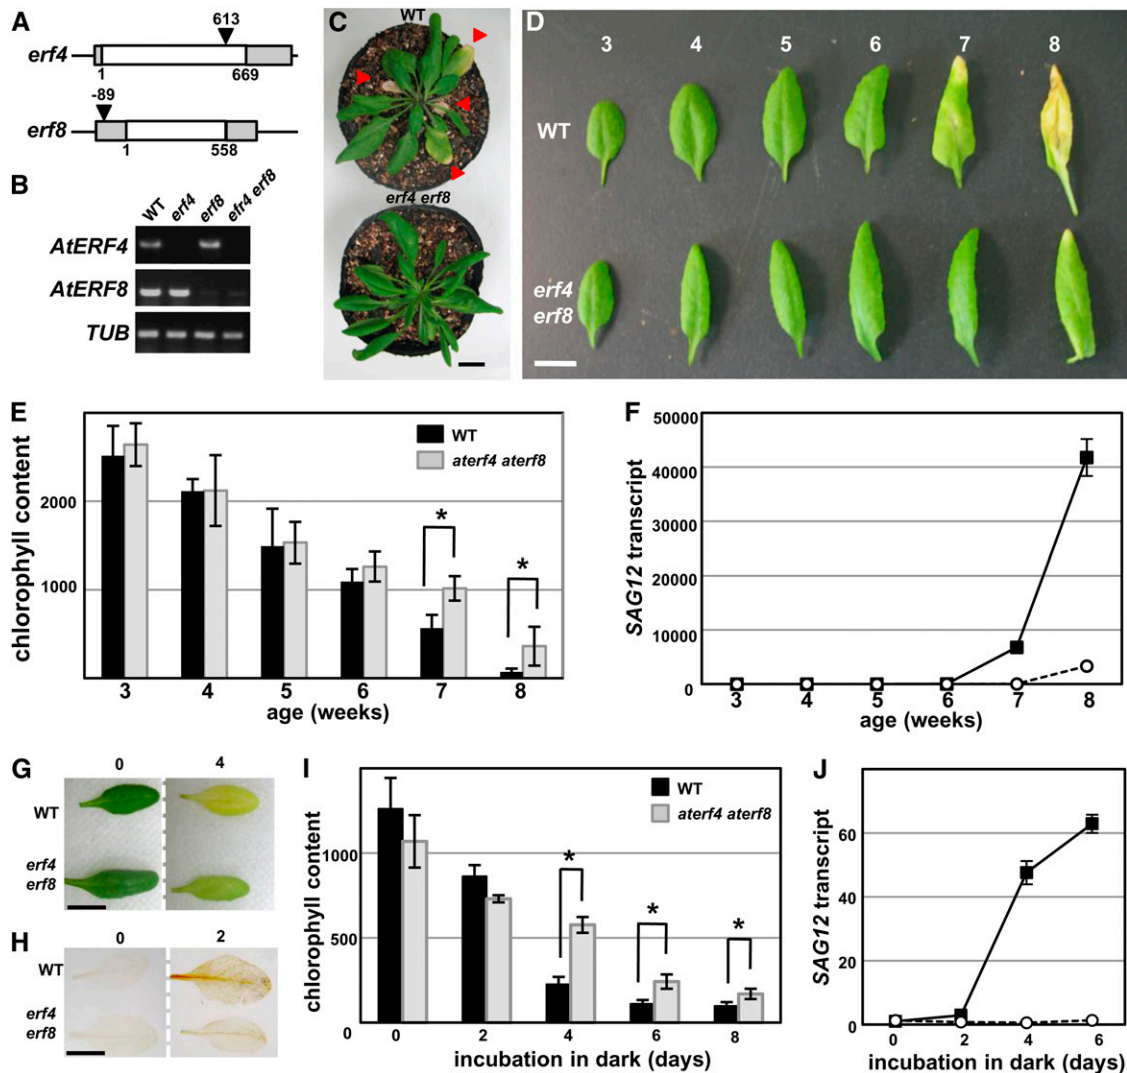 A
613
erf4
1
669
-89
erf8
1
558
B
WT
erf4
erf8
efr4 erf8
AtERF4
AtERF8
TUB
C
WT
erf4 erf8
D
3 4 5 6 7 8
WT
erf4
erf8
E
chlorophyll content
2000
1000
WT
aterf4 aterf8
*
*
3 4 5 6 7 8
age (weeks)
F
SAG12 transcript
50000
40000
30000
20000
10000
0
3 4 5 6 7 8
age (weeks)
G
0 4
WT
erf4
erf8
H
0 2
WT
erf4
erf8
I
chlorophyll content
1000
500
0
WT
aterf4 aterf8
*
*
*
0 2 4 6 8
incubation in dark (days)
J
SAG12 transcript
60
40
20
0
0 2 4 6
incubation in dark (days)